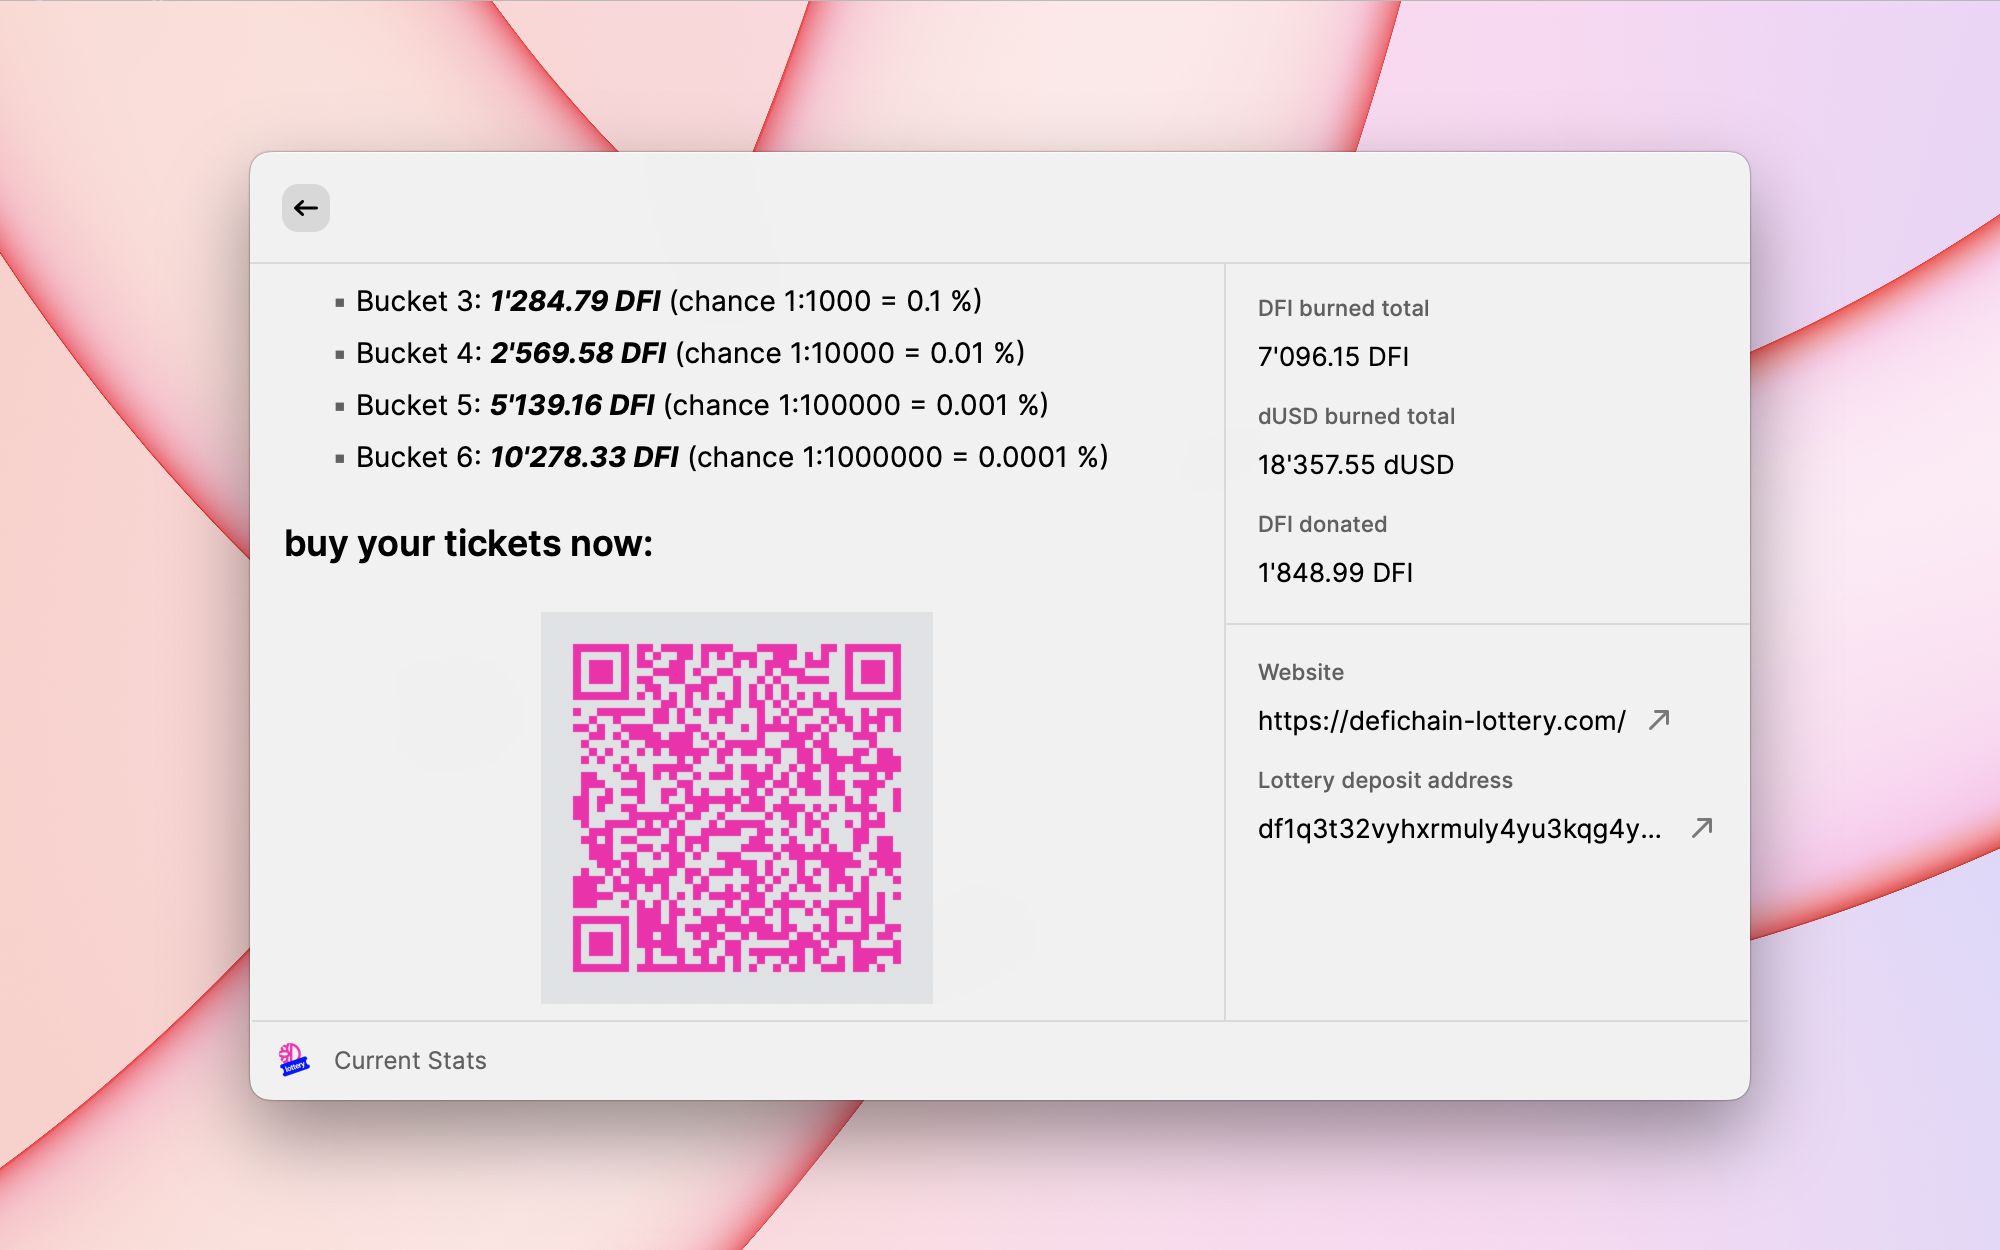 ▪ Bucket 3: 1'284.79 DFI (chance 1:1000 = 0.1 %)
▪ Bucket 4: 2'569.58 DFI (chance 1:10000 = 0.01 %)
▪ Bucket 5: 5'139.16 DFI (chance 1:100000 = 0.001 %)
▪ Bucket 6: 10'278.33 DFI (chance 1:1000000 = 0.0001 %)
buy your tickets now:
DFI burned total
7'096.15 DFI
dUSD burned total
18'357.55 dUSD
DFI donated
1'848.99 DFI
Website
https://defichain-lottery.com/
Lottery deposit address
df1q3t32vyhxrmuly4yu3kqg4y...
lottery
Current Stats